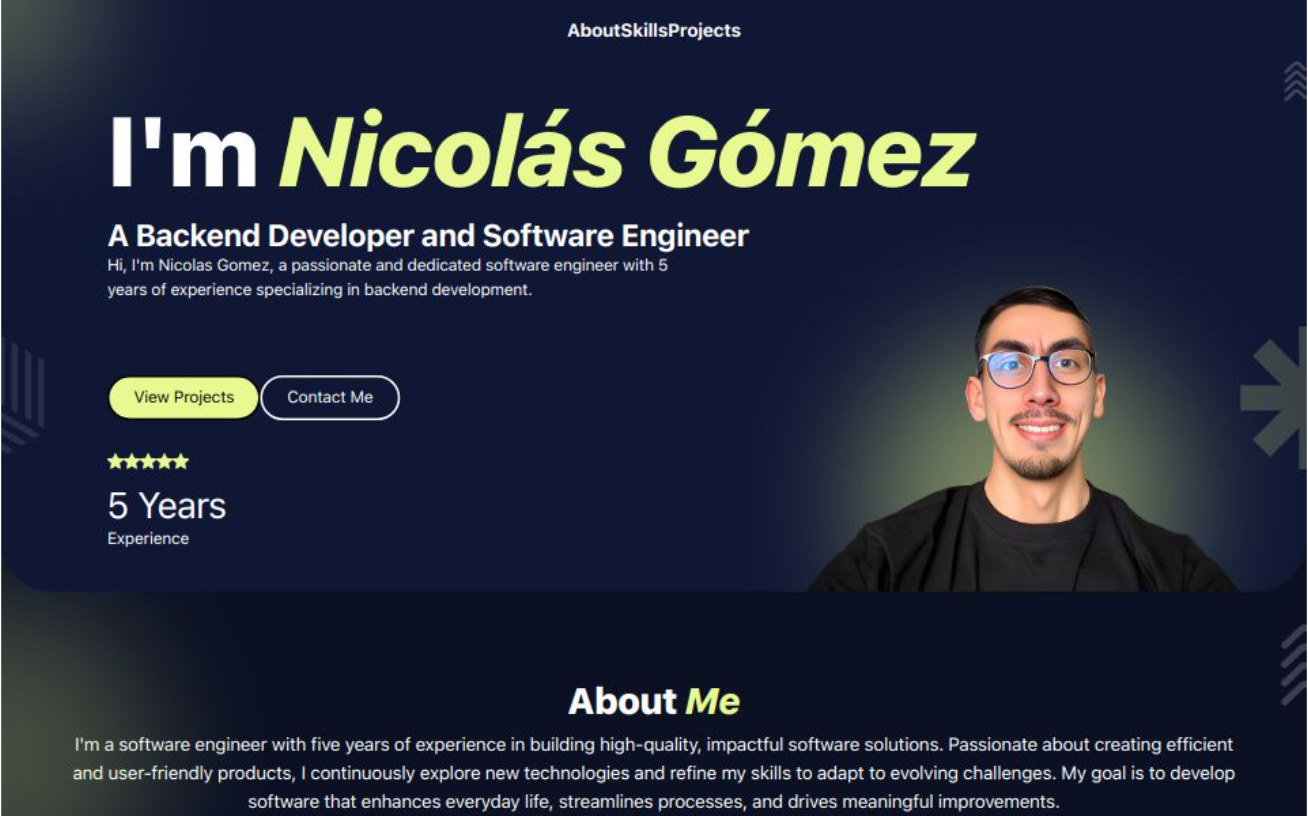 AboutSkillsProjects
I'm Nicolás Gómez
A Backend Developer and Software Engineer
Hi, I'm Nicolas Gomez, a passionate and dedicated software engineer with 5
years of experience specializing in backend development.
View Projects Contact Me
5 Years
Experience
About Me
I'm a software engineer with five years of experience in building high-quality, impactful software solutions. Passionate about creating efficient
and user-friendly products, I continuously explore new technologies and refine my skills to adapt to evolving challenges. My goal is to develop
software that enhances everyday life, streamlines processes, and drives meaningful improvements.